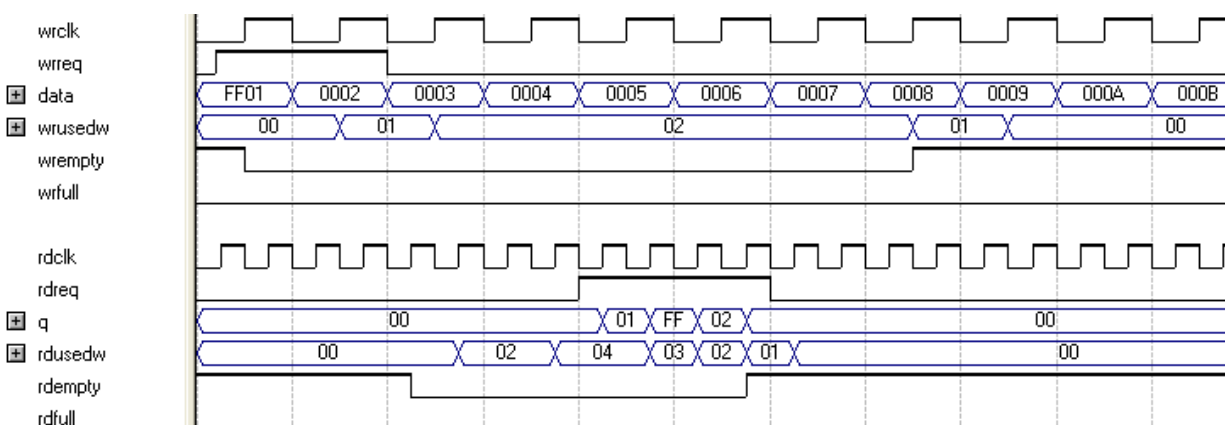 wrclk
wrreq
data FF01 0002 0003 0004 0005 0006 0007 0008 0009 000A 000B
wrusedw 00 01 02 01 00
wrempty
wrfull
rdclk
rdreq
q 00 01 FF 02 00
rdusedw 00 02 04 03 02 01 00
rdempty
rdfull